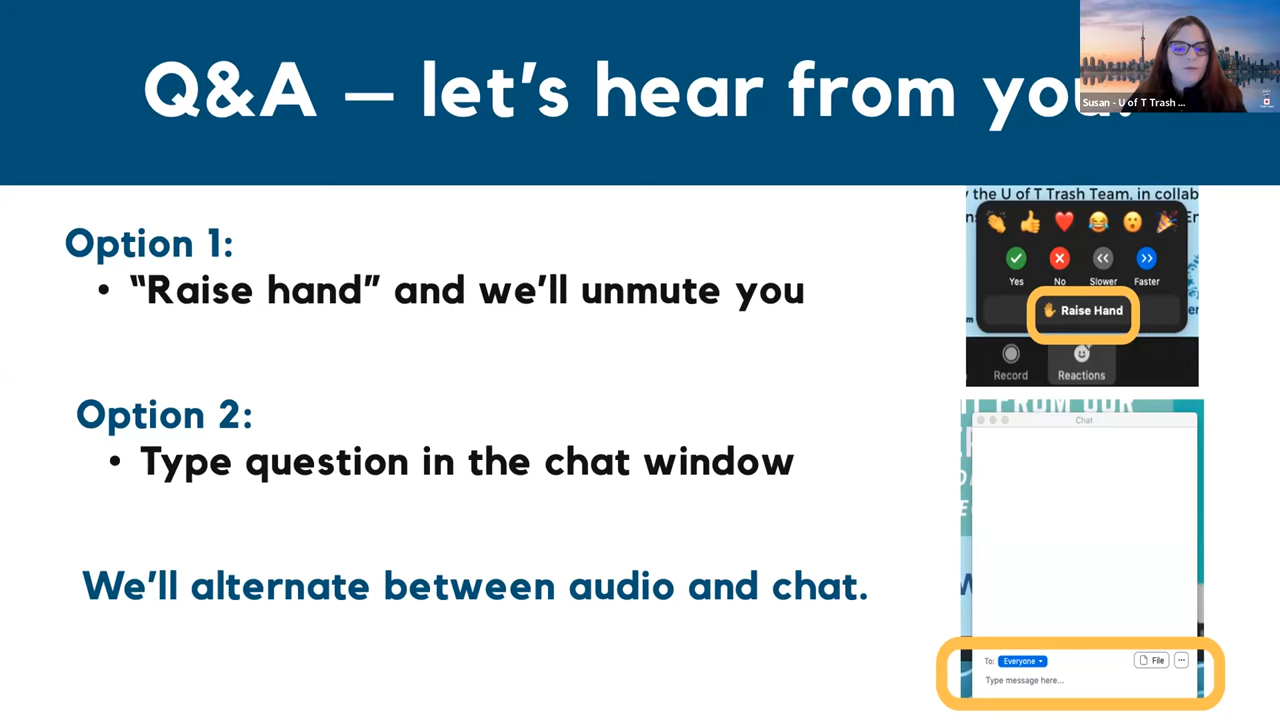 Q&A – let's hear from you!
Susan - U of T Trash ...
Option 1:
• “Raise hand” and we'll unmute you
Option 2:
• Type question in the chat window
We'll alternate between audio and chat.
y the U of T Trash Team, in collab
Yes No Slower Faster
Raise Hand
Record Reactions
FROM OUR
Chat
To: Everyone File ...
Type message here...